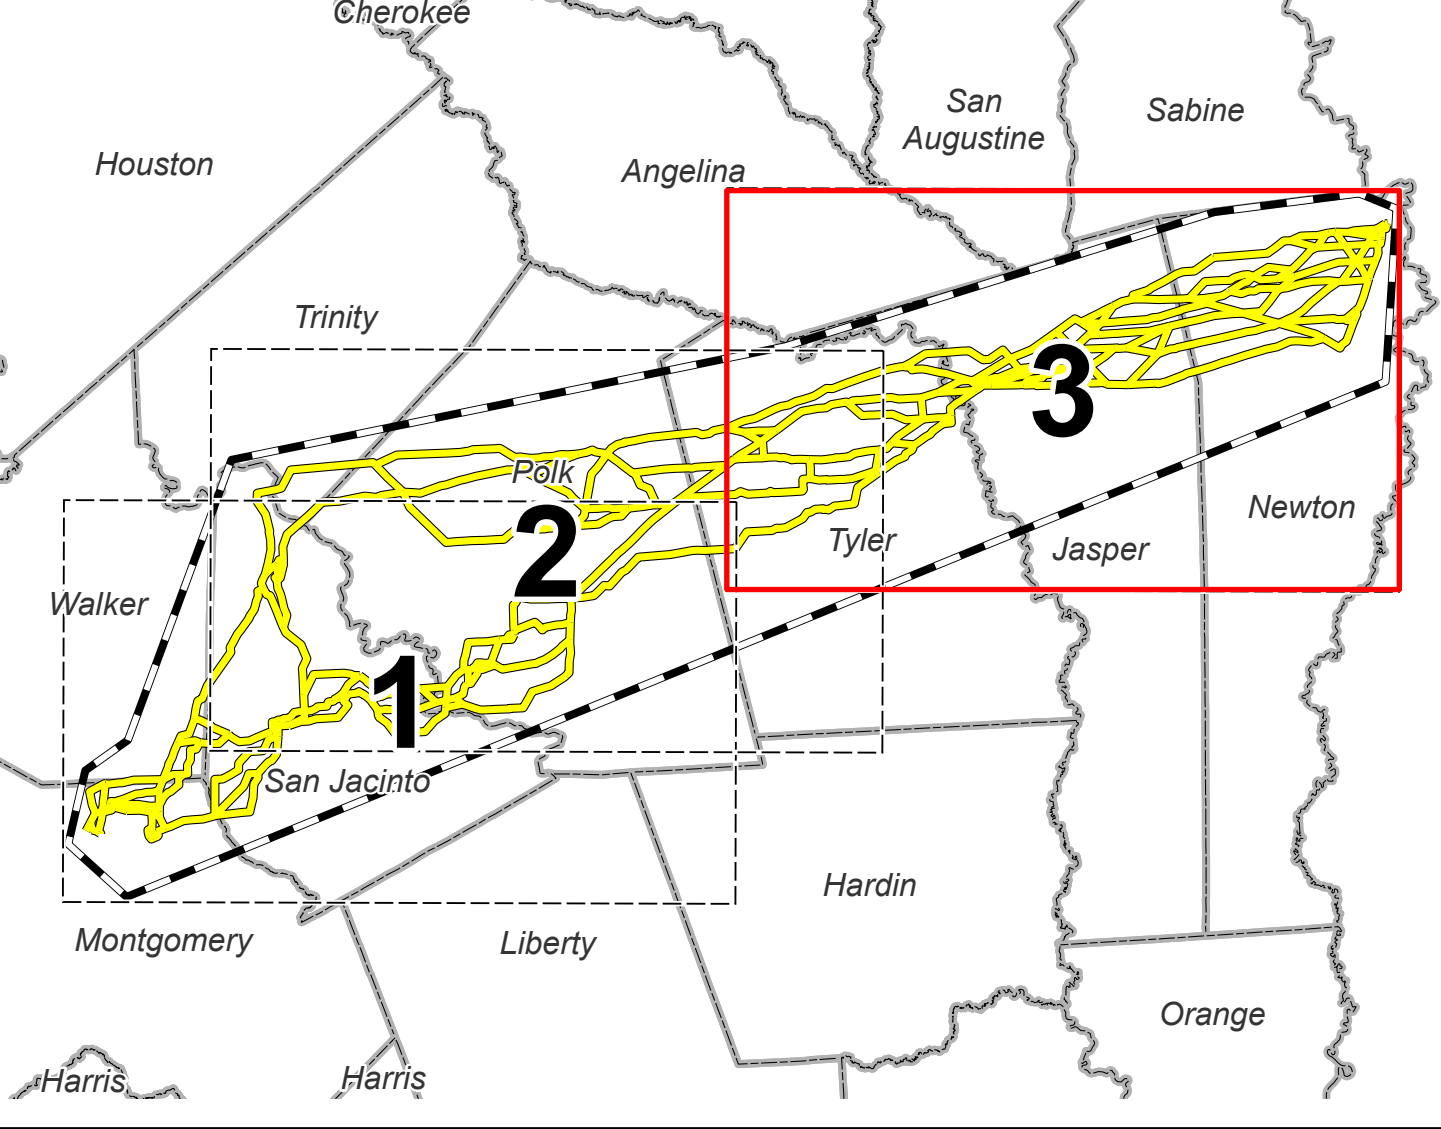 Cherokee
San
Augustine
Sabine
Houston
Angelina
Trinity
3
Polk
2
Newton
Tyler
Jasper
Walker
1
San Jacinto
Hardin
Montgomery
Liberty
Orange
Harris
Harris